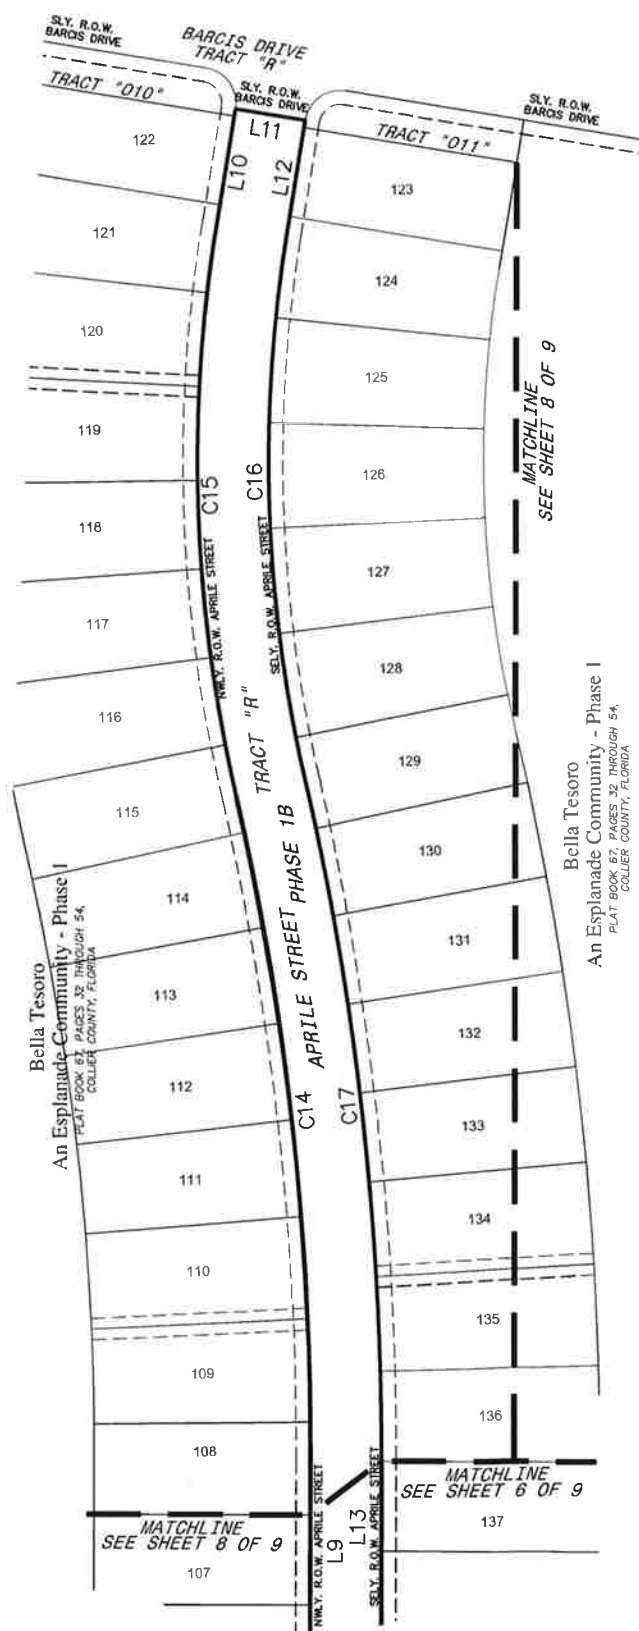 SLY. R.O.W.
BARCIS DRIVE
BARCIS DRIVE
TRACT "R"
SLY. R.O.W.
BARCIS DRIVE
SLY. R.O.W.
BARCIS DRIVE
TRACT "O10"
TRACT "O11"
L11
L10
L12
122
123
121
124
120
125
119
126
118
127
117
128
116
129
115
130
114
131
113
132
112
133
111
134
110
135
109
136
108
137
107
MATCHLINE
SEE SHEET 8 OF 9
C15
C16
NWLY. R.O.W. APRILE STREET
SELY. R.O.W. APRILE STREET
TRACT "R"
APRILE STREET PHASE 1B
C14
C17
Bella Tesoro
An Esplanade Community - Phase 1
PLAT BOOK 67, PAGES 32 THROUGH 54,
COLLIER COUNTY, FLORIDA
Bella Tesoro
An Esplanade Community - Phase 1
PLAT BOOK 67, PAGES 32 THROUGH 54,
COLLIER COUNTY, FLORIDA
MATCHLINE
SEE SHEET 6 OF 9
MATCHLINE
SEE SHEET 8 OF 9
NWLY. R.O.W. APRILE STREET
L9
L13
SELY. R.O.W. APRILE STREET